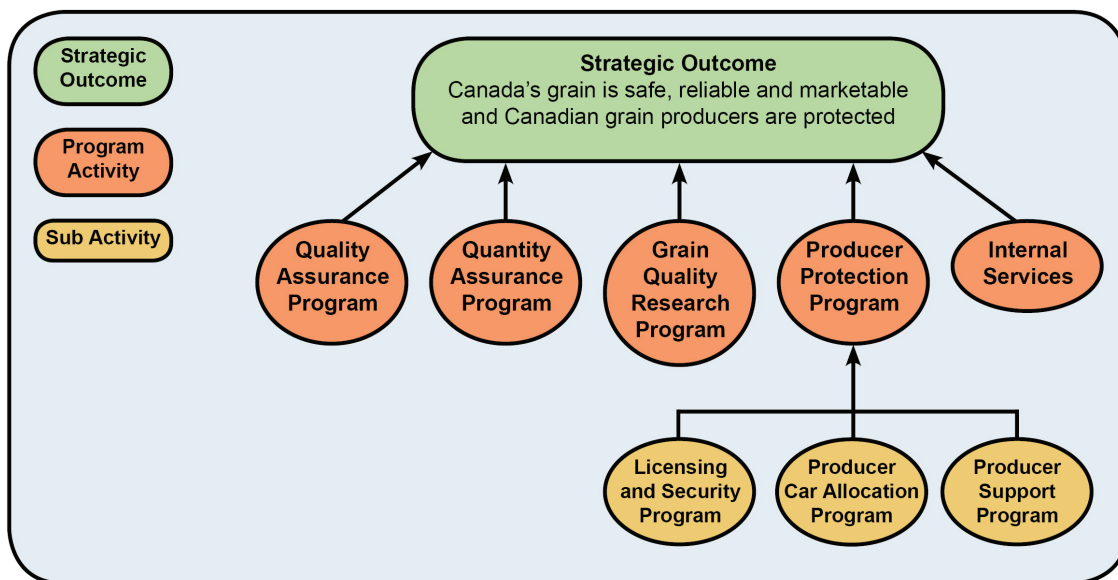 Strategic
Outcome
Program
Activity
Sub Activity
Strategic Outcome
Canada’s grain is safe, reliable and marketable
and Canadian grain producers are protected
Quality
Assurance
Program
Quantity
Assurance
Program
Grain
Quality
Research
Program
Producer
Protection
Program
Internal
Services
Licensing
and Security
Program
Producer
Car Allocation
Program
Producer
Support
Program